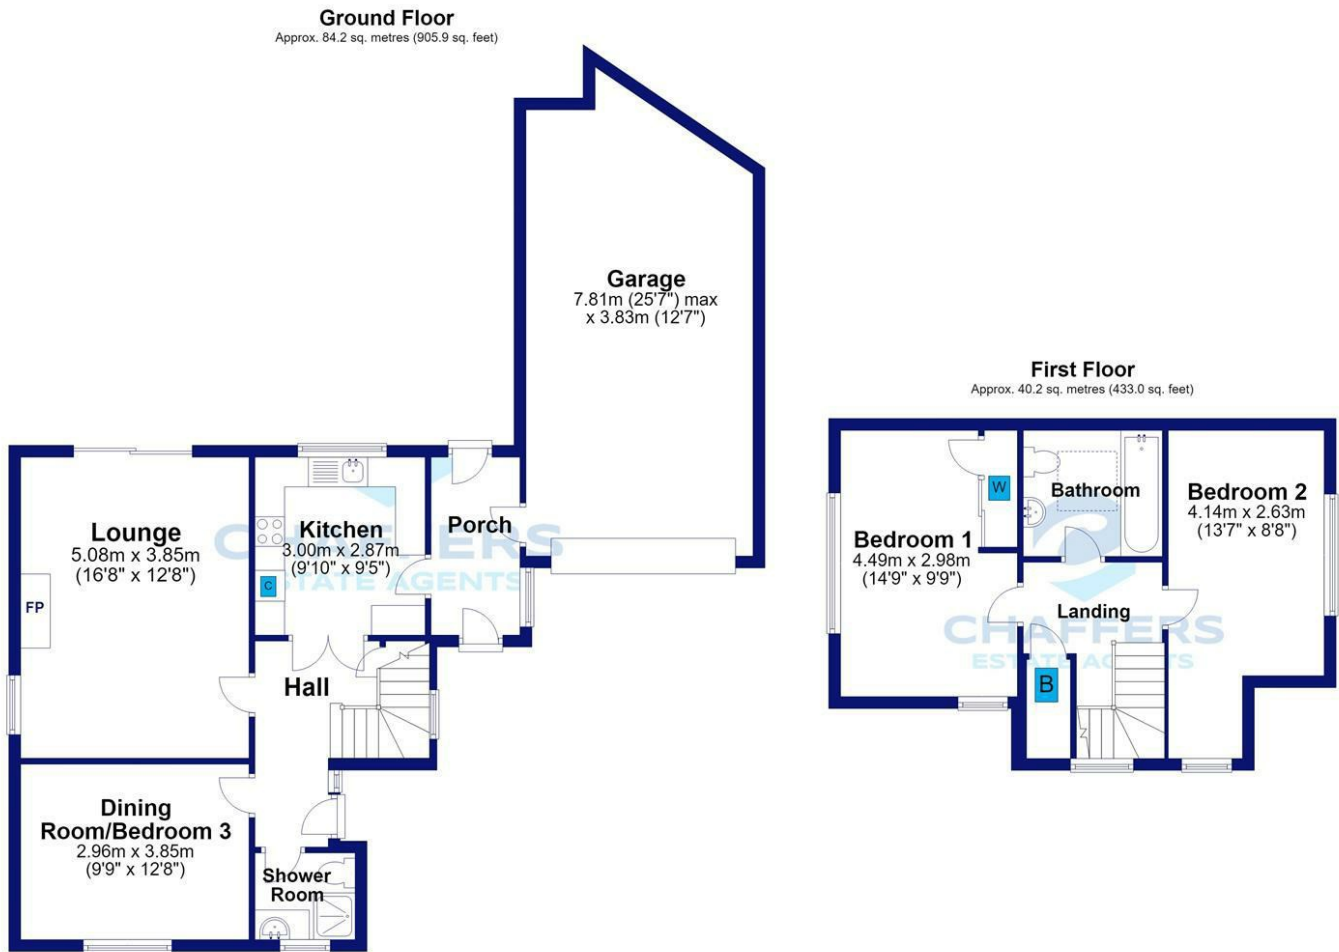 Ground Floor
Approx. 84.2 sq. metres (905.9 sq. feet)
Garage
7.81m (25'7") max
x 3.83m (12'7")
Lounge
5.08m x 3.85m
(16'8" x 12'8")
FP
Kitchen
3.00m x 2.87m
(9'10" x 9'5")
C
Porch
Hall
Dining
Room/Bedroom 3
2.96m x 3.85m
(9'9" x 12'8")
Shower
Room
CHAFFERS
ESTATE AGENTS
First Floor
Approx. 40.2 sq. metres (433.0 sq. feet)
Bedroom 1
4.49m x 2.98m
(14'9" x 9'9")
W
Bathroom
Bedroom 2
4.14m x 2.63m
(13'7" x 8'8")
Landing
B
CHAFFERS
ESTATE AGENTS